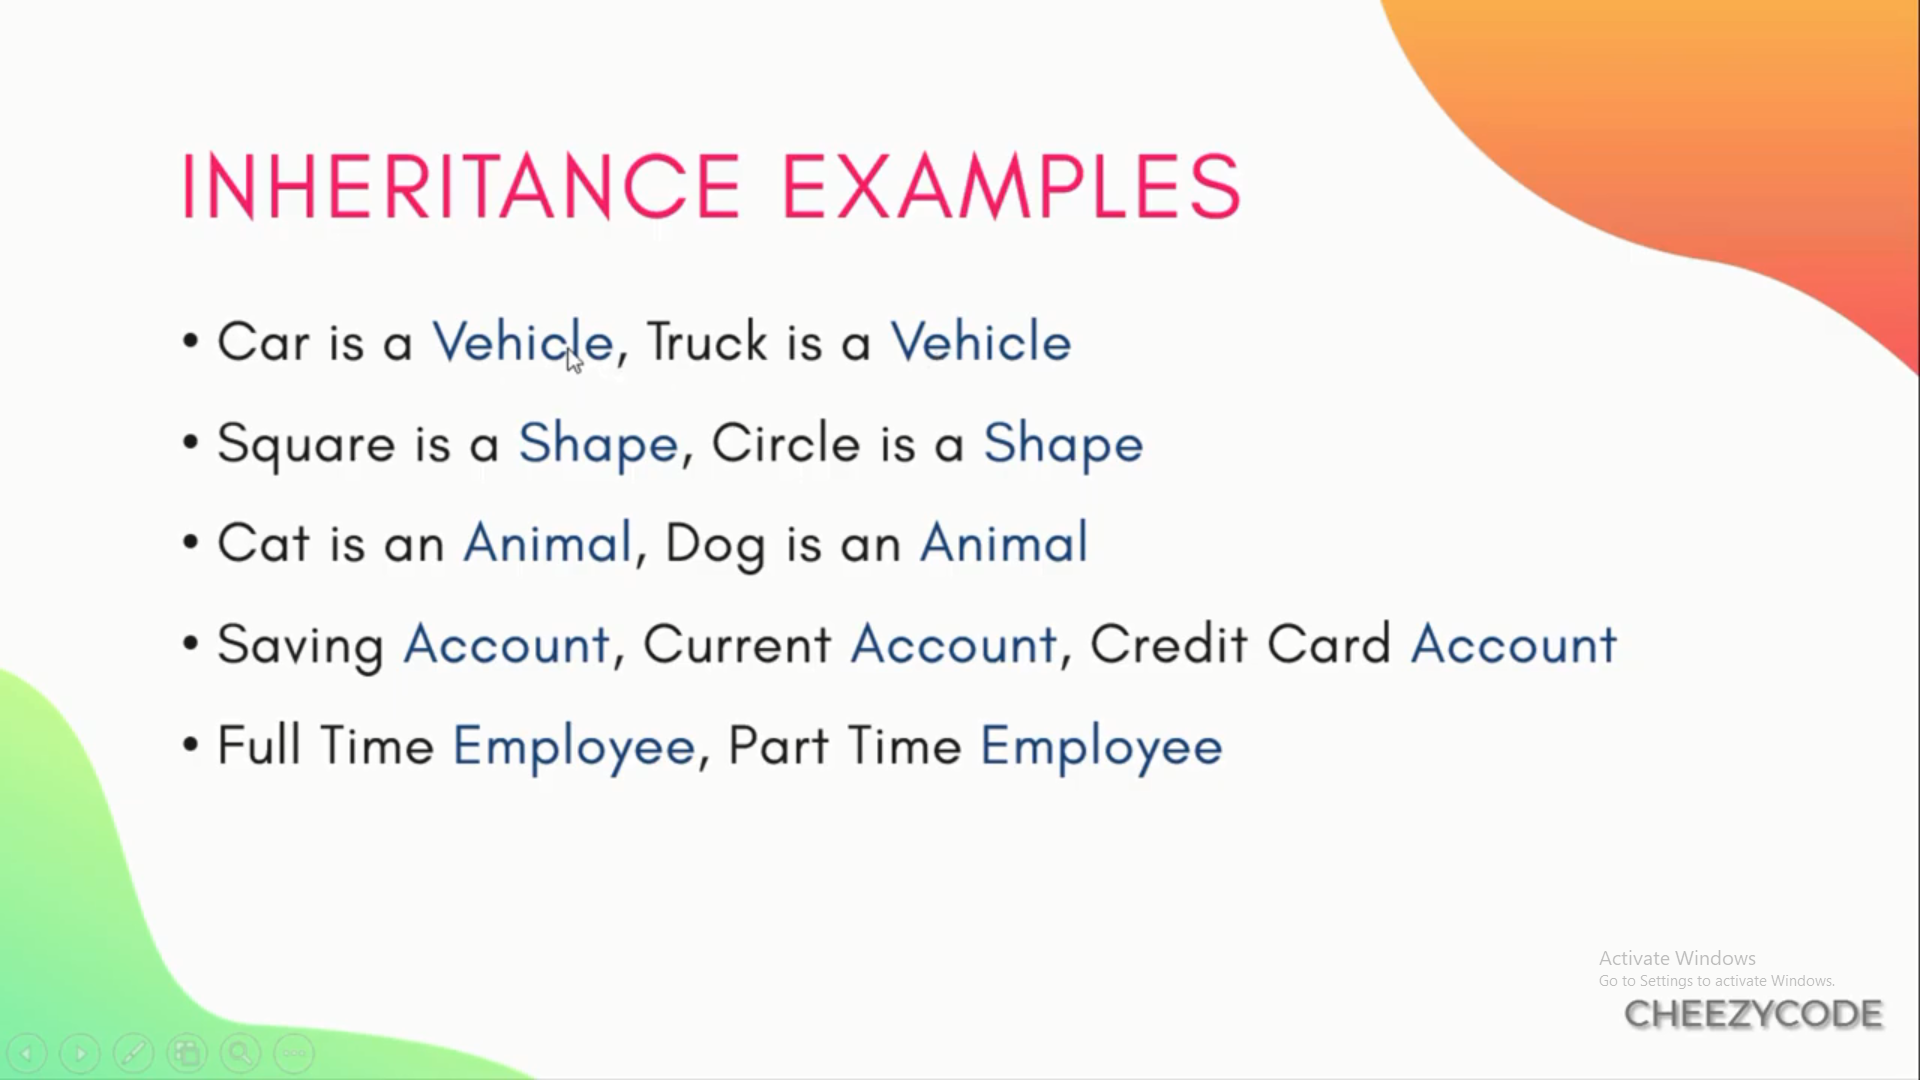 INHERITANCE EXAMPLES
• Car is a Vehicle, Truck is a Vehicle
• Square is a Shape, Circle is a Shape
• Cat is an Animal, Dog is an Animal
• Saving Account, Current Account, Credit Card Account
• Full Time Employee, Part Time Employee
Activate Windows
Go to Settings to activate Windows.
CHEEZYCODE